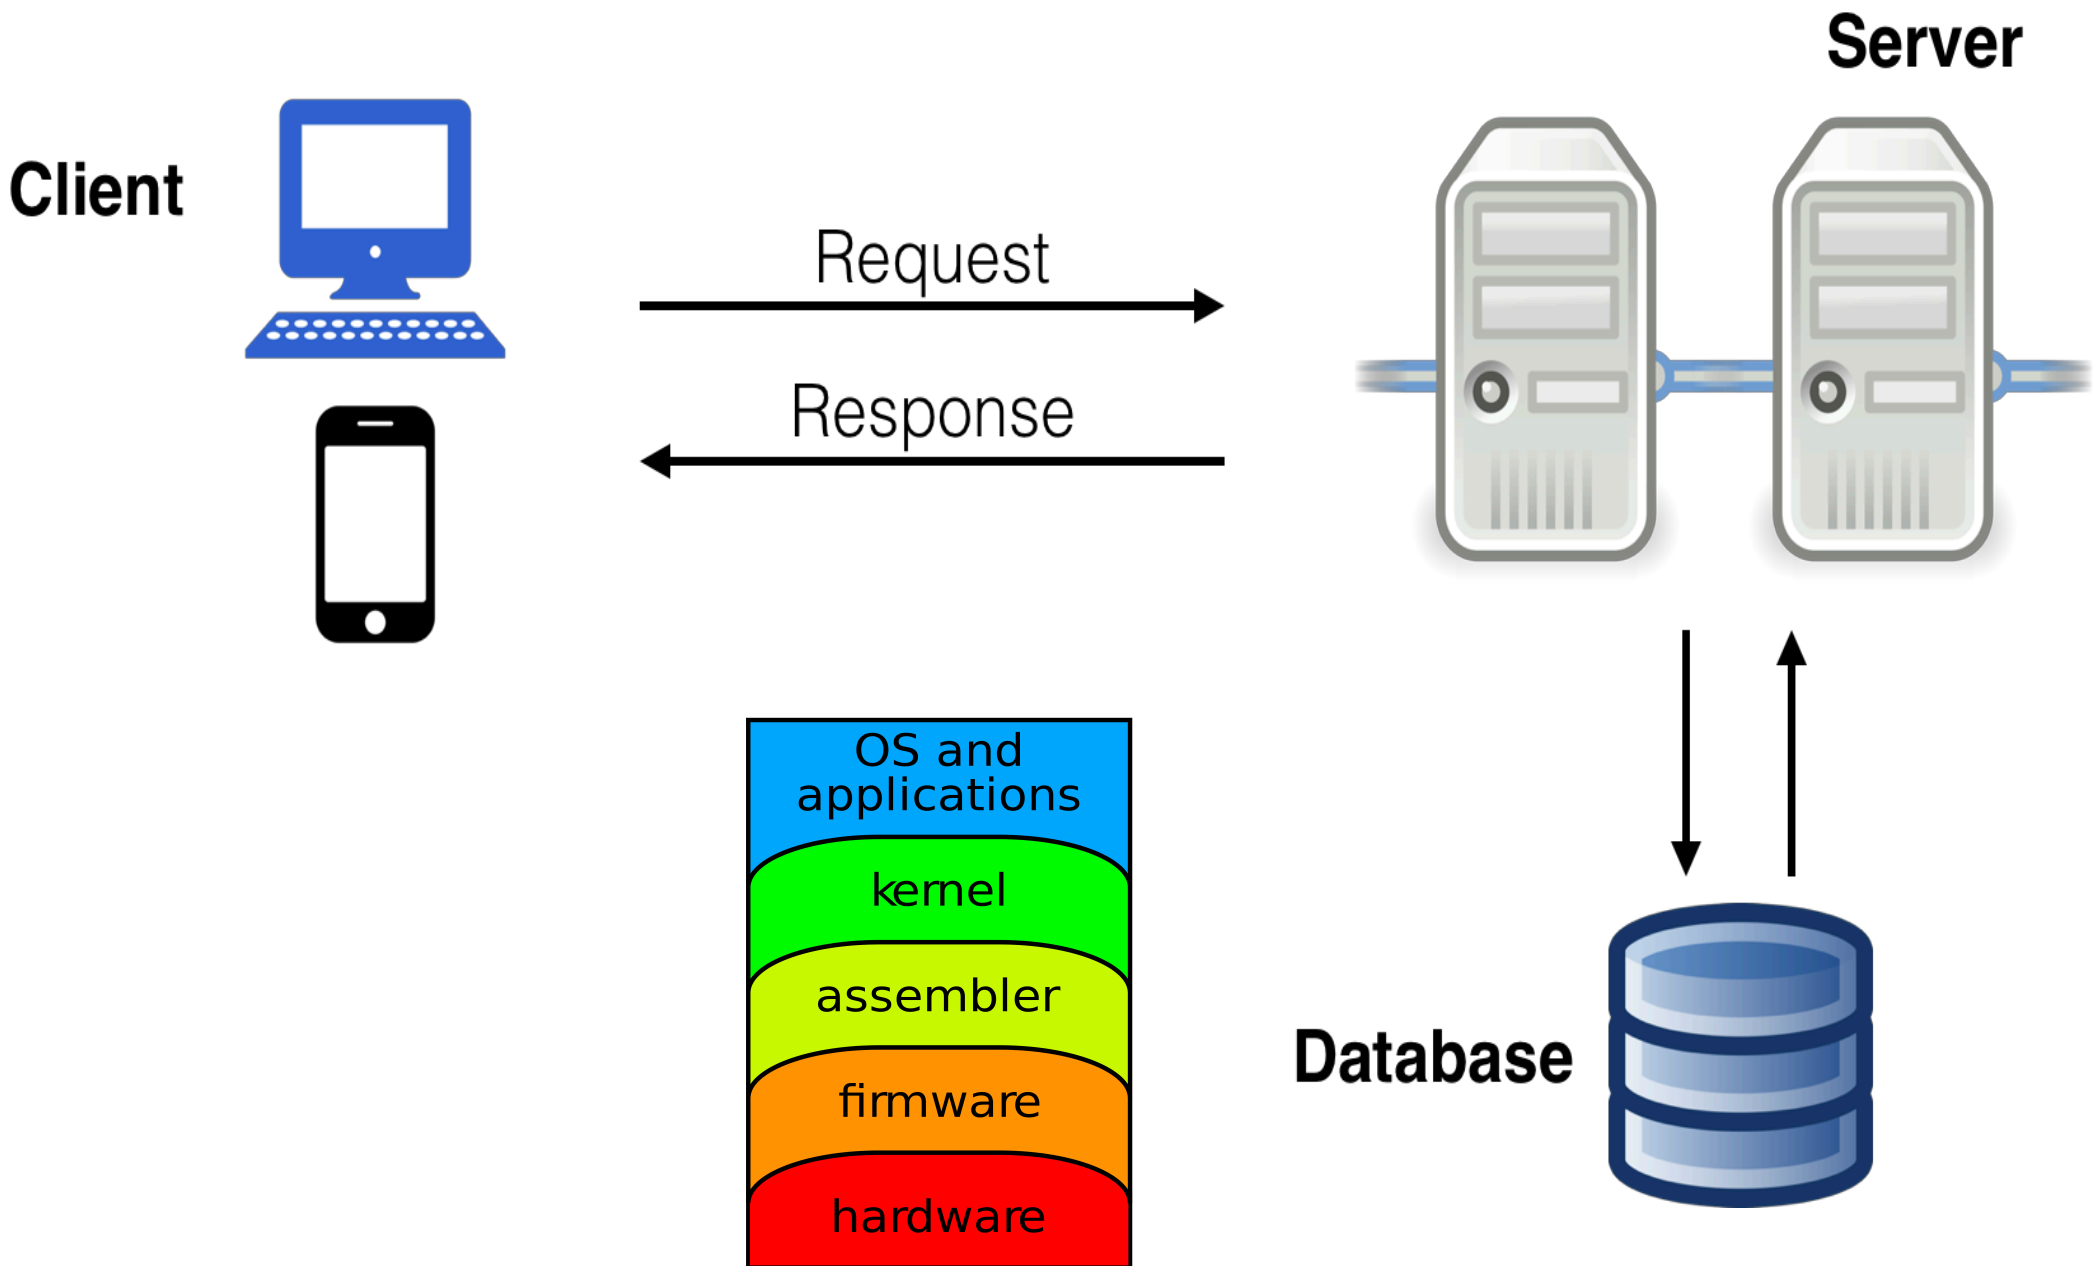 Server
Client
Request
Response
OS and
applications
kernel
assembler
firmware
hardware
Database